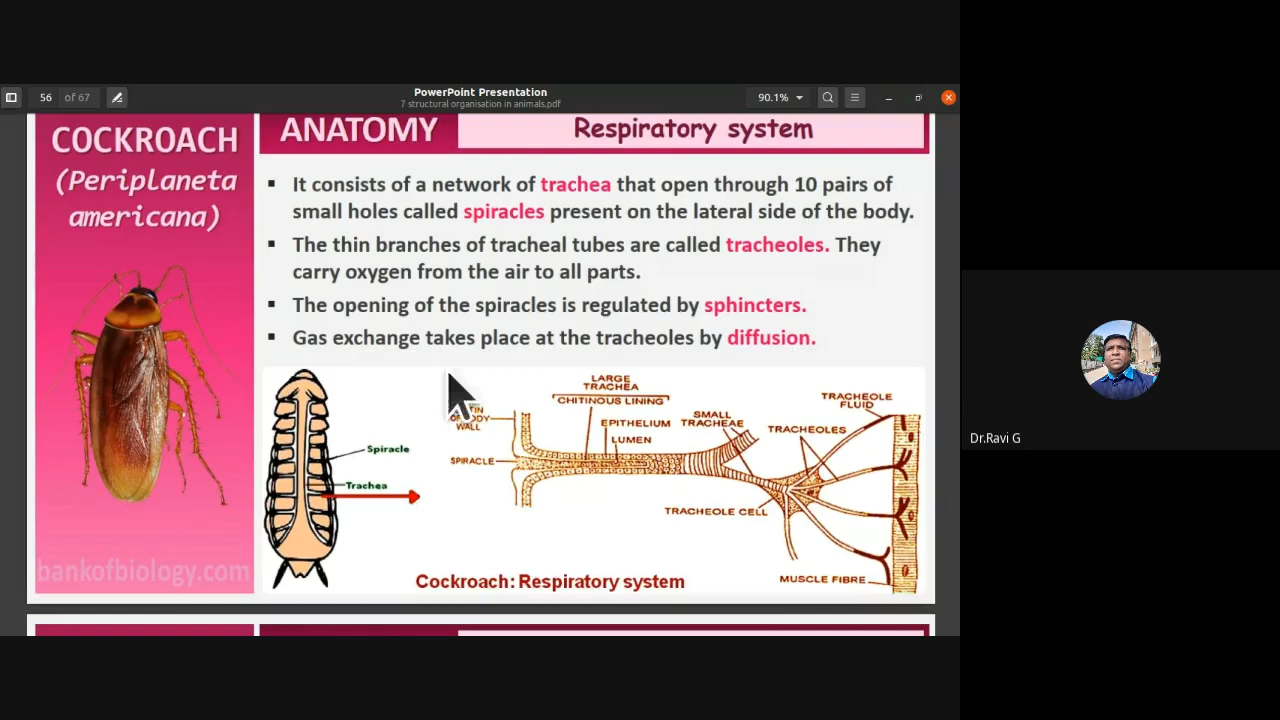 PowerPoint Presentation
7 structural organisation in animals.pdf
56 of 67
90.1%
COCKROACH
(Periplaneta
americana)
bankofbiology.com
ANATOMY
Respiratory system
▪ It consists of a network of trachea that open through 10 pairs of
small holes called spiracles present on the lateral side of the body.
▪ The thin branches of tracheal tubes are called tracheoles. They
carry oxygen from the air to all parts.
▪ The opening of the spiracles is regulated by sphincters.
▪ Gas exchange takes place at the tracheoles by diffusion.
Spiracle
Trachea
WALL
SPIRACLE
LARGE
TRACHEA
CHITINOUS LINING
EPITHELIUM
LUMEN
SMALL
TRACHEAE
TRACHEOLES
TRACHEOLE
FLUID
TRACHEOLE CELL
MUSCLE FIBRE
Cockroach: Respiratory system
Dr.Ravi G